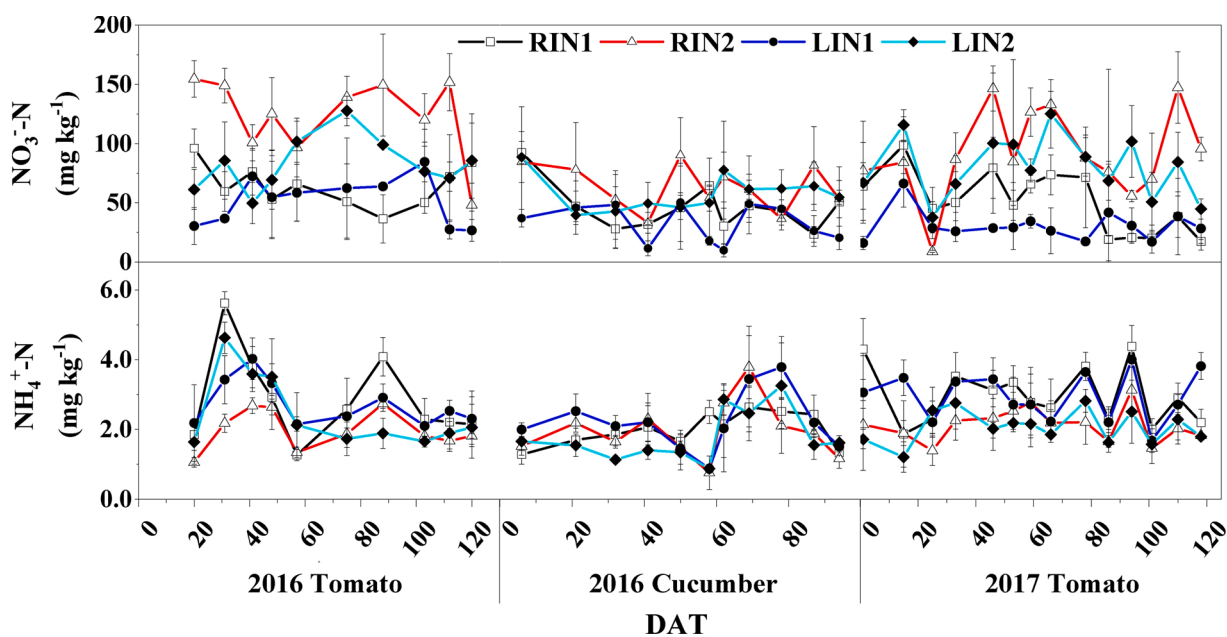 RIN1 RIN2 LIN1 LIN2
200
150
100
50
0
NO₃⁻-N
(mg kg⁻¹)
6.0
4.0
2.0
0.0
NH₄⁺-N
(mg kg⁻¹)
0 20 40 60 80 100 120 0 20 40 60 80 0 20 40 60 80 100 120
2016 Tomato 2016 Cucumber 2017 Tomato
DAT